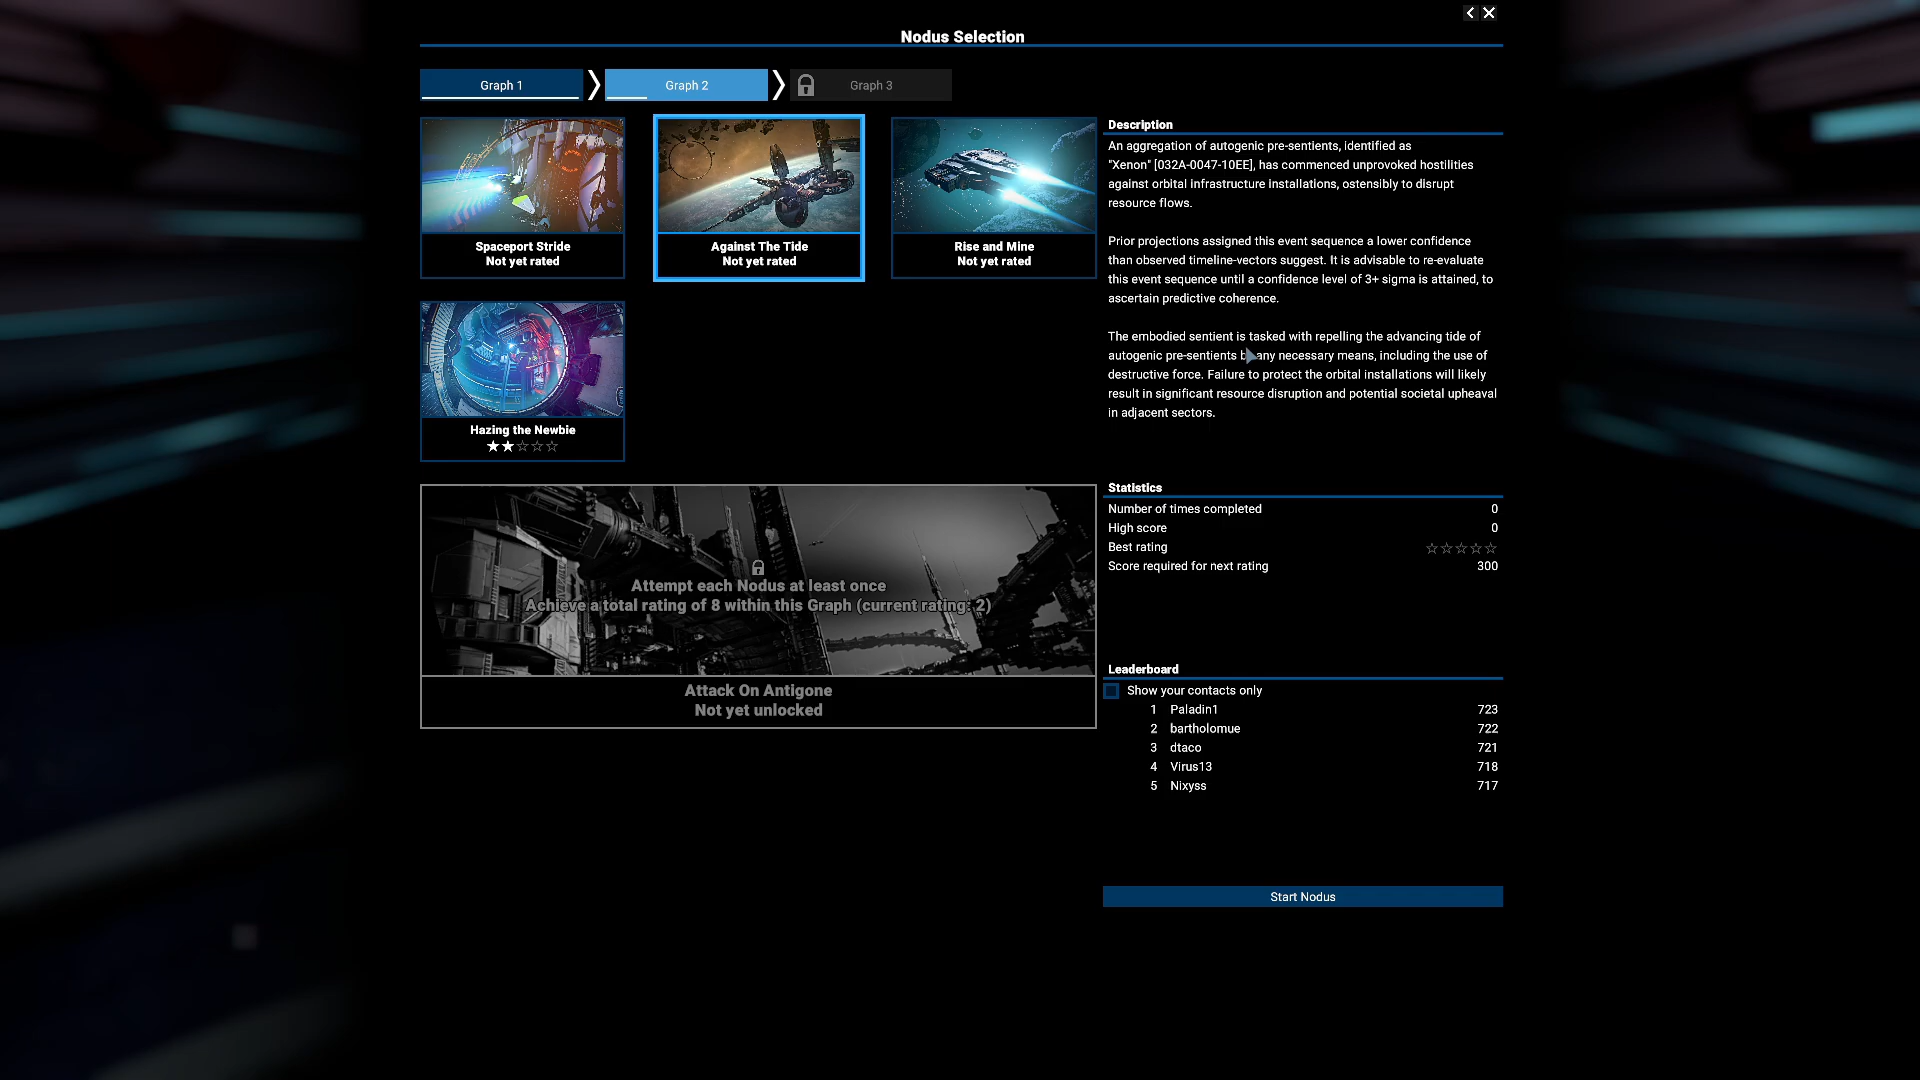 Nodus Selection
Graph 1
Graph 2
Graph 3
Spaceport Stride
Not yet rated
Against The Tide
Not yet rated
Rise and Mine
Not yet rated
Hazing the Newbie
Attempt each Nodus at least once
Achieve a total rating of 8 within this Graph (current rating: 2)
Attack On Antigone
Not yet unlocked
Description
An aggregation of autogenic pre-sentients, identified as
"Xenon" [032A-0047-10EE], has commenced unprovoked hostilities
against orbital infrastructure installations, ostensibly to disrupt
resource flows.
Prior projections assigned this event sequence a lower confidence
than observed timeline-vectors suggest. It is advisable to re-evaluate
this event sequence until a confidence level of 3+ sigma is attained, to
ascertain predictive coherence.
The embodied sentient is tasked with repelling the advancing tide of
autogenic pre-sentients by any necessary means, including the use of
destructive force. Failure to protect the orbital installations will likely
result in significant resource disruption and potential societal upheaval
in adjacent sectors.
Statistics
Number of times completed 0
High score 0
Best rating
Score required for next rating 300
Leaderboard
Show your contacts only
1 Paladin1 723
2 bartholomue 722
3 dtaco 721
4 Virus13 718
5 Nixyss 717
Start Nodus